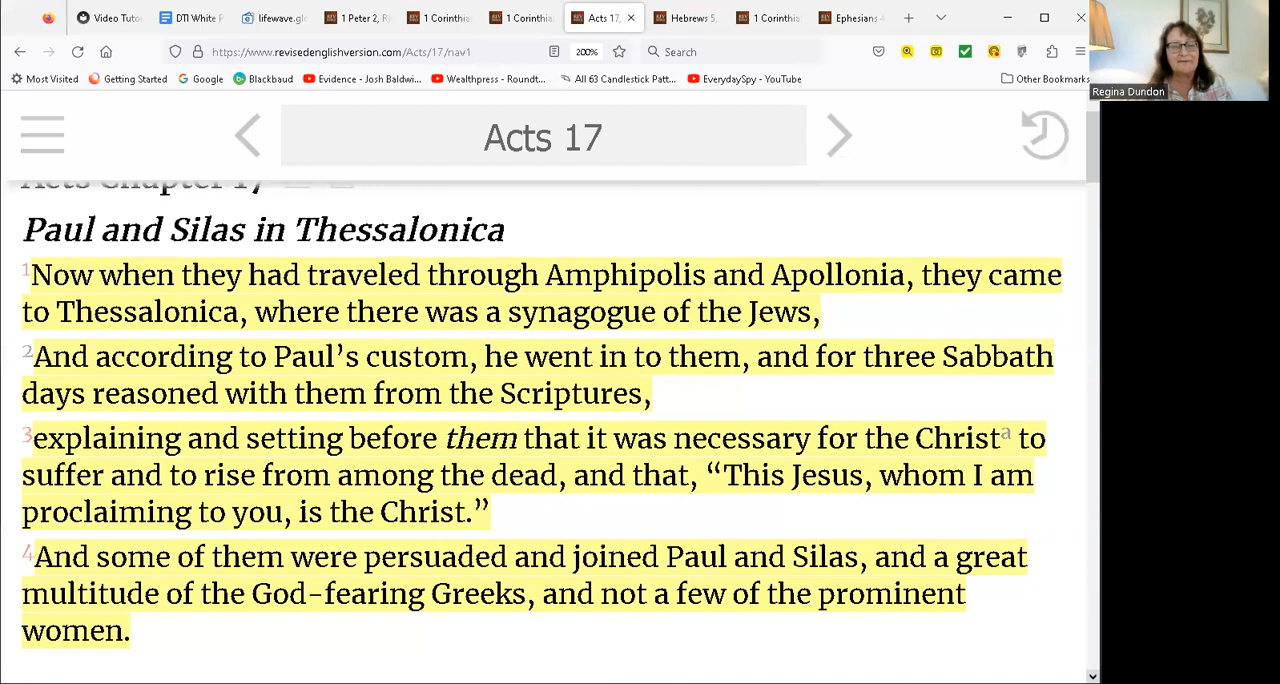 Video Tuto
DTI White P
lifewave.glo
1 Peter 2, R
1 Corinthia
1 Corinthia
Acts 17,
Hebrews 5,
1 Corinthia
Ephesians 4
https://www.revisedenglishversion.com/Acts/17/nav1
200%
Search
Most Visited
Getting Started
Google
Blackbaud
Evidence - Josh Baldwi...
Wealthpress - Roundt...
All 63 Candlestick Patt...
EverydaySpy - YouTube
Other Bookmarks
Regina Dundon
Acts 17
Acts Chapter 17
Paul and Silas in Thessalonica
1Now when they had traveled through Amphipolis and Apollonia, they came
to Thessalonica, where there was a synagogue of the Jews,
2And according to Paul’s custom, he went in to them, and for three Sabbath
days reasoned with them from the Scriptures,
3explaining and setting before them that it was necessary for the Christa to
suffer and to rise from among the dead, and that, “This Jesus, whom I am
proclaiming to you, is the Christ.”
4And some of them were persuaded and joined Paul and Silas, and a great
multitude of the God-fearing Greeks, and not a few of the prominent
women.